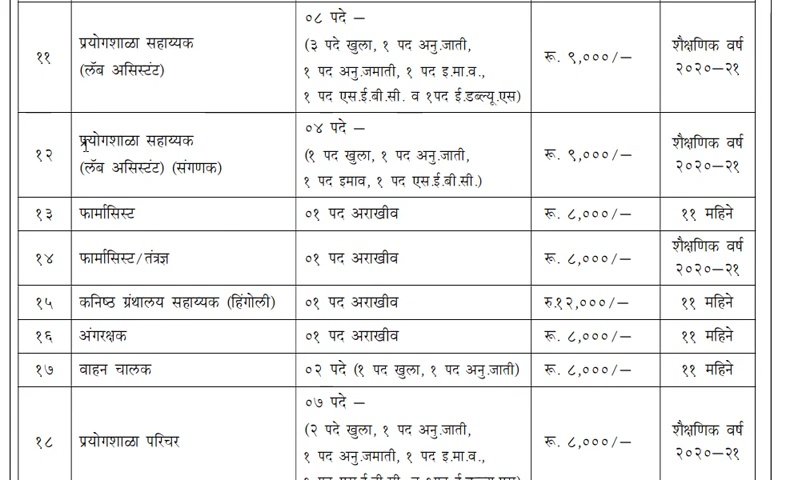 ०८ पदे –
११ प्रयोगशाळा सहाय्यक (३ पदे खुला, १ पद अनु.जाती, रू. ९,०००/– शैक्षणिक वर्ष
(लॅब असिस्टंट) १ पद अनु.जमाती, १ पद इ.मा.व., २०२०–२१
१ पद एस.ई.बी.सी. व १पद ई.डब्ल्यू.एस)
०४ पदे –
१२ प्रयोगशाळा सहाय्यक (१ पद खुला, १ पद अनु.जाती, रू. ९,०००/– शैक्षणिक वर्ष
(लॅब असिस्टंट) (संगणक) १ पद इमाव, १ पद एस.ई.बी.सी.) २०२०–२१
१३ फार्मासिस्ट ०१ पद अराखीव रू. ८,०००/– ११ महिने
१४ फार्मासिस्ट/तंत्रज्ञ ०१ पद अराखीव रू. ८,०००/– शैक्षणिक वर्ष
२०२०–२१
१५ कनिष्ठ ग्रंथालय सहाय्यक (हिंगोली) ०१ पद अराखीव रु.१२,०००/– ११ महिने
१६ अंगरक्षक ०१ पद अराखीव रू. ८,०००/– ११ महिने
१७ वाहन चालक ०२ पदे (१ पद खुला, १ पद अनु.जाती) रू. ८,०००/– ११ महिने
०७ पदे –
१८ प्रयोगशाळा परिचर (२ पद खुला, १ पद अनु.जाती, रू. ८,०००/– शैक्षणिक वर्ष
१ पद अनु.जमाती, १ पद इ.मा.व., २०२०–२१